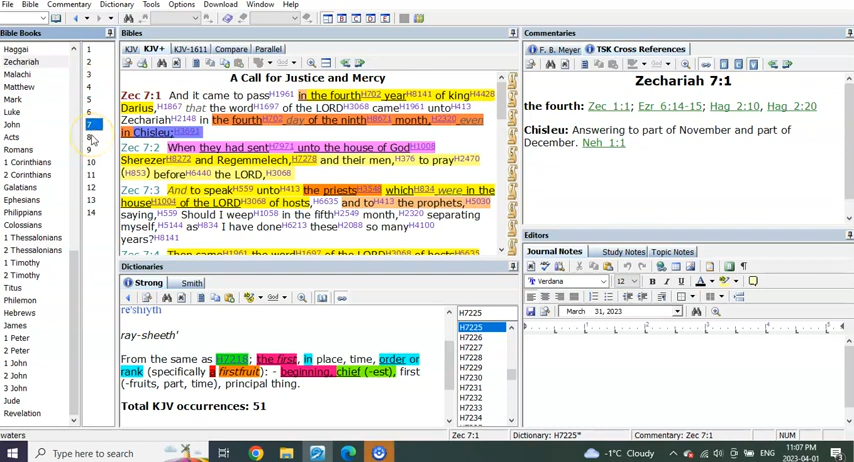 File Bible Commentary Dictionary Tools Options Download Window Help
Bible Books
Haggai
Zechariah
Malachi
Matthew
Mark
Luke
John
Acts
Romans
1 Corinthians
2 Corinthians
Galatians
Ephesians
Philippians
Colossians
1 Thessalonians
2 Thessalonians
1 Timothy
2 Timothy
Titus
Philemon
Hebrews
James
1 Peter
2 Peter
1 John
2 John
3 John
Jude
Revelation
1
2
3
4
5
6
7
8
9
10
11
12
13
14
Bibles
KJV KJV+ KJV-1611 Compare Parallel
A Call for Justice and Mercy
Zec 7:1 And it came to pass H1961 in the fourth H702 year H8141 of king H4428
Darius, H1867 that the word H1697 of the LORD H3068 came H1961 unto H413
Zechariah H2148 in the fourth H702 day of the ninth H8671 month, H2320 even
in Chisleu; H3691
Zec 7:2 When they had sent H7971 unto the house of God H1008
Sherezer H8272 and Regemmelech, H7278 and their men, H376 to pray H2470
(H853) before H6440 the LORD, H3068
Zec 7:3 And to speak H559 unto H413 the priests H3548 which H834 were in the
house H1004 of the LORD H3068 of hosts, H6635 and to H413 the prophets, H5030
saying, H559 Should I weep H1058 in the fifth H2549 month, H2320 separating
myself, H5144 as H834 I have done H6213 these H2088 so many H4100
years? H8141
Zec 7:4 Then came H1961 the word H1697 of the LORD H3068 of hosts H6635
Dictionaries
Strong Smith
re'shiyth
ray-sheeth'
From the same as H7218; the first, in place, time, order or
rank (specifically a firstfruit): - beginning, chief (-est), first
(-fruits, part, time), principal thing.
Total KJV occurrences: 51
H7225
H7225
H7226
H7227
H7228
H7229
H7230
H7231
H7232
H7233
H7234
Commentaries
F. B. Meyer TSK Cross References
Zechariah 7:1
the fourth: Zec 1:1; Ezr 6:14-15; Hag 2:10, Hag 2:20
Chisleu: Answering to part of November and part of
December. Neh 1:1
Editors
Journal Notes Study Notes Topic Notes
Verdana 12 B I U A
March 31, 2023
waters Zec 7:1 Dictionary: H7225™ Commentary: Zec 7:1 NUM
Type here to search -1°C Cloudy ENG 11:07 PM 2023-04-01